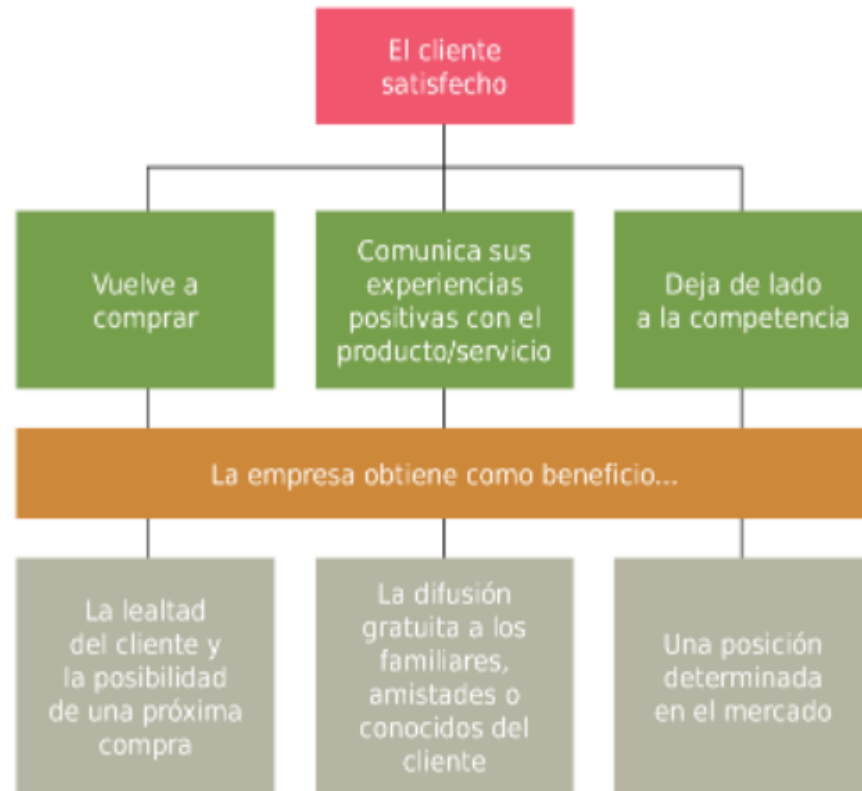 El cliente
satisfecho
Vuelve a
comprar
Comunica sus
experiencias
positivas con el
producto/servicio
Deja de lado
a la competencia
La empresa obtiene como beneficio...
La lealtad
del cliente y
la posibilidad
de una próxima
compra
La difusión
gratuita a los
familiares,
amistades o
conocidos del
cliente
Una posición
determinada
en el mercado